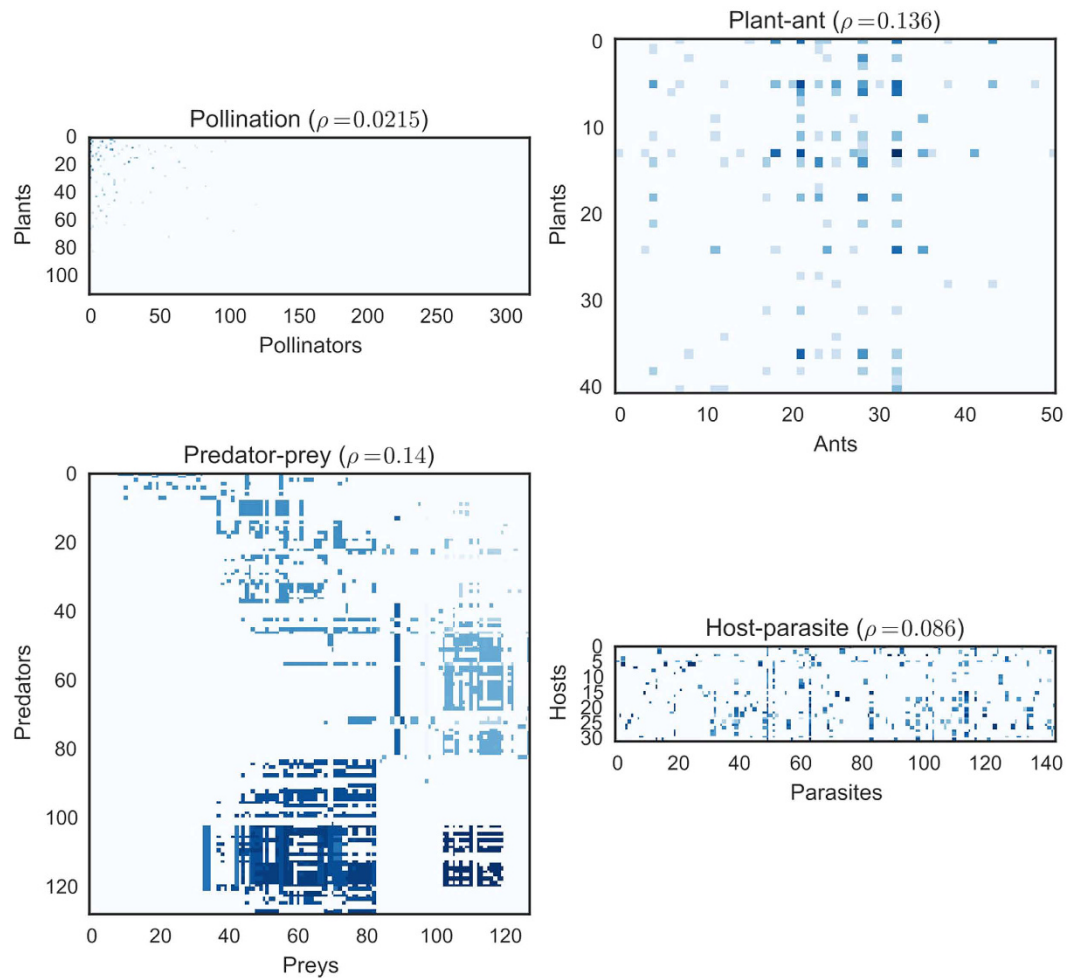 Pollination (ρ=0.0215)
0
20
40
60
80
100
Plants
0 50 100 150 200 250 300
Pollinators
Plant-ant (ρ=0.136)
0
10
20
30
40
Plants
0 10 20 30 40 50
Ants
Predator-prey (ρ=0.14)
0
20
40
60
80
100
120
Predators
0 20 40 60 80 100 120
Preys
Host-parasite (ρ=0.086)
0
5
10
15
20
25
30
Hosts
0 20 40 60 80 100 120 140
Parasites